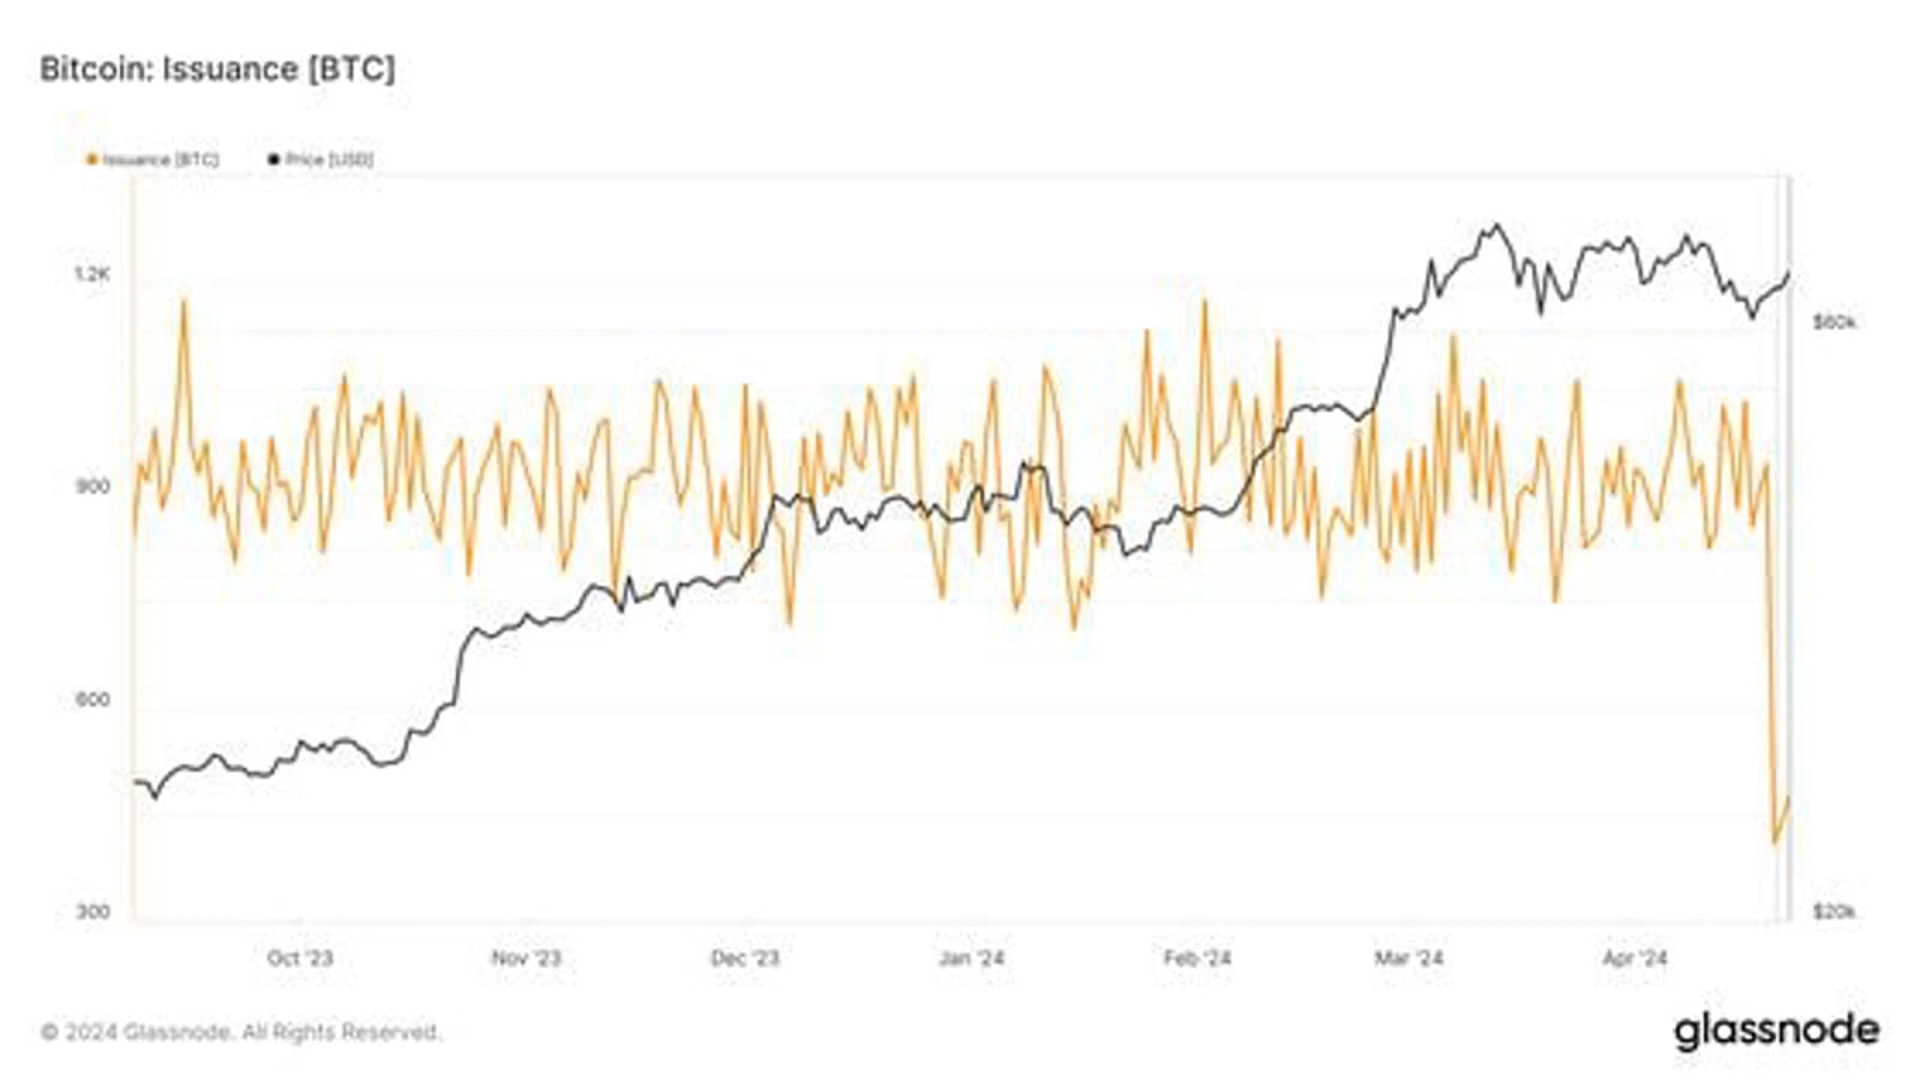 Bitcoin: Issuance [BTC]
Issuance [BTC] Price [USD]
1.2K
900
600
300
$60k
$20k
Oct '23 Nov '23 Dec '23 Jan '24 Feb '24 Mar '24 Apr '24
© 2024 Glassnode. All Rights Reserved.
glassnode